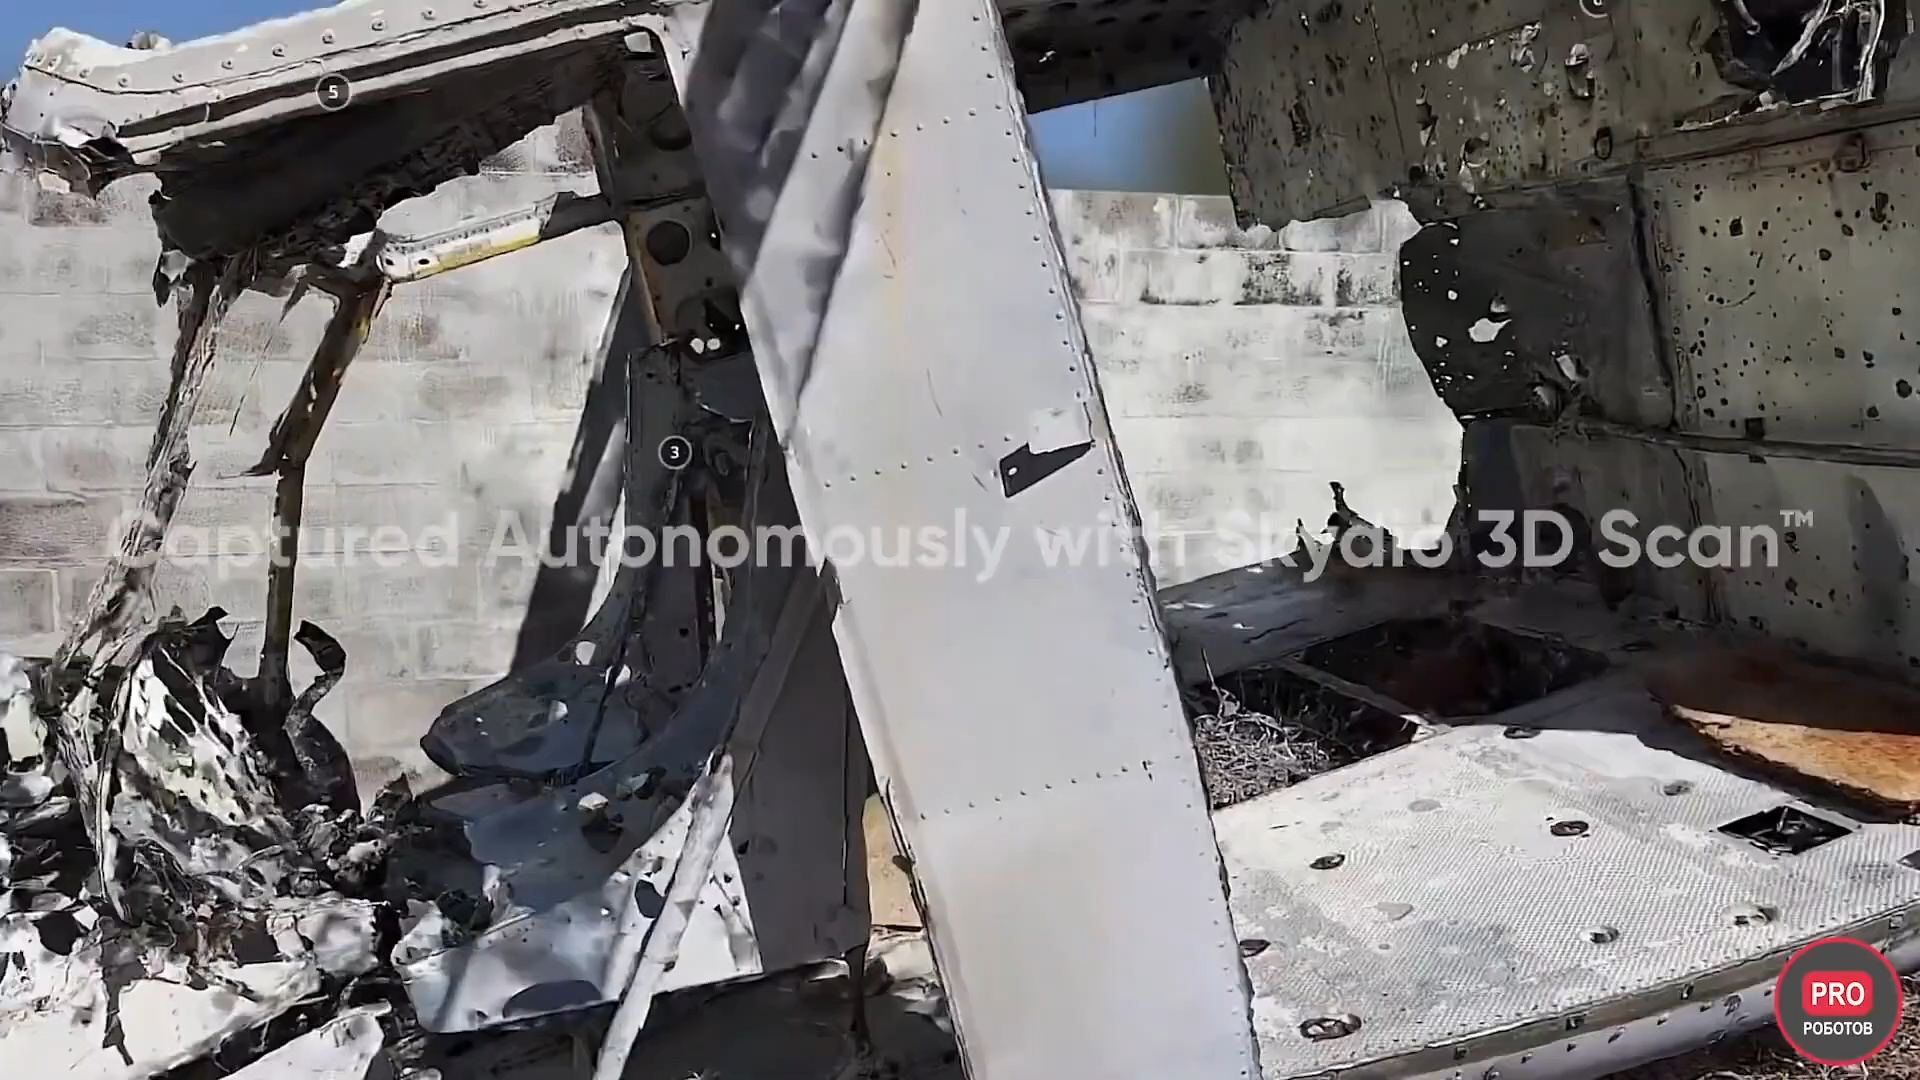 5
3
Captured Autonomously with Skydio 3D Scan™
PRO
РОБОТОВ